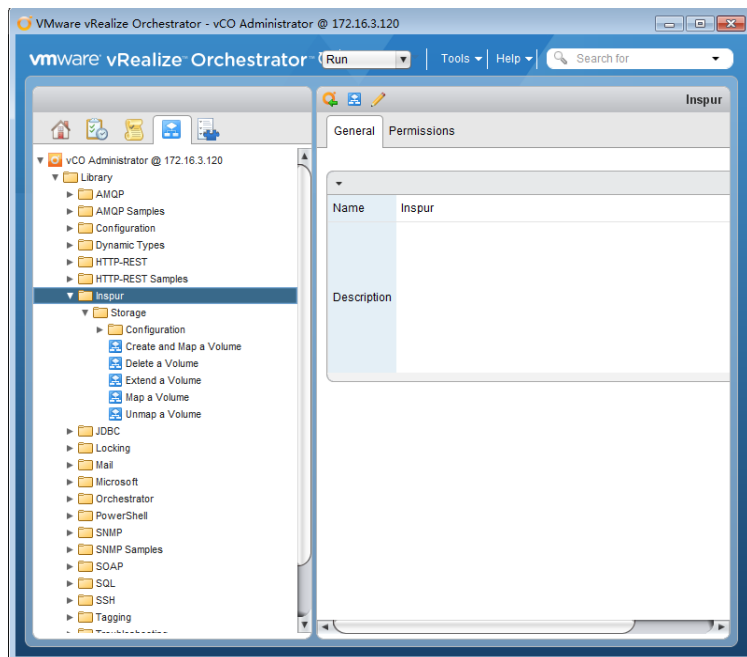 VMware vRealize Orchestrator - vCO Administrator @ 172.16.3.120
vmware vRealize Orchestrator
Run
Tools
Help
Search for
Inspur
General
Permissions
vCO Administrator @ 172.16.3.120
Library
AMQP
AMQP Samples
Configuration
Dynamic Types
HTTP-REST
HTTP-REST Samples
Inspur
Storage
Configuration
Create and Map a Volume
Delete a Volume
Extend a Volume
Map a Volume
Unmap a Volume
JDBC
Locking
Mail
Microsoft
Orchestrator
PowerShell
SNMP
SNMP Samples
SOAP
SQL
SSH
Tagging
Name
Inspur
Description